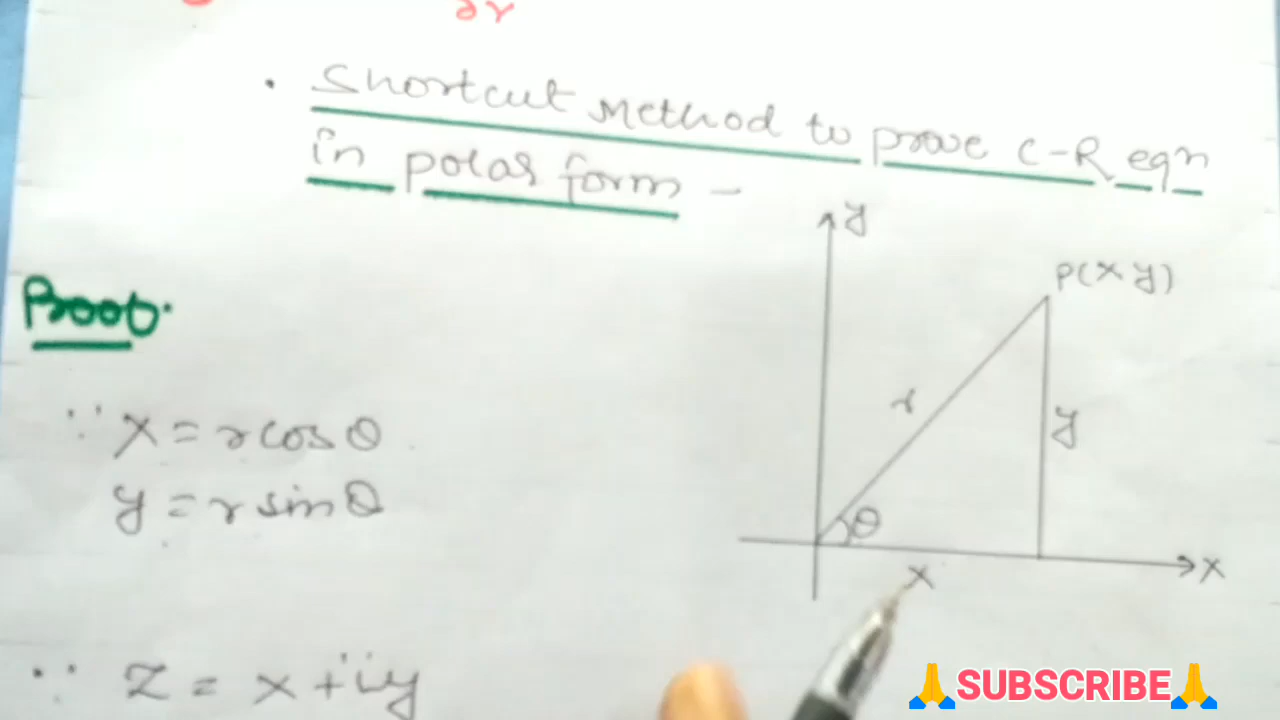 ∂r
• Shortcut Method to prove C-R eqn
in polar form –
y
P(x y)
Proof.
r
y
∵ x = r cos θ
y = r sin θ
θ
x
x
∵ z = x + iy
🙏SUBSCRIBE🙏